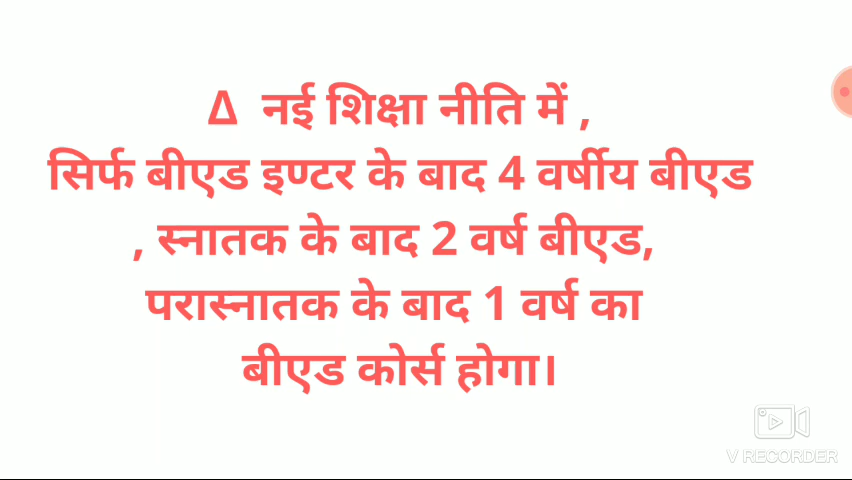 Δ नई शिक्षा नीति में ,
सिर्फ बीएड इण्टर के बाद 4 वर्षीय बीएड
, स्नातक के बाद 2 वर्ष बीएड,
परास्नातक के बाद 1 वर्ष का
बीएड कोर्स होगा।
V RECORDER